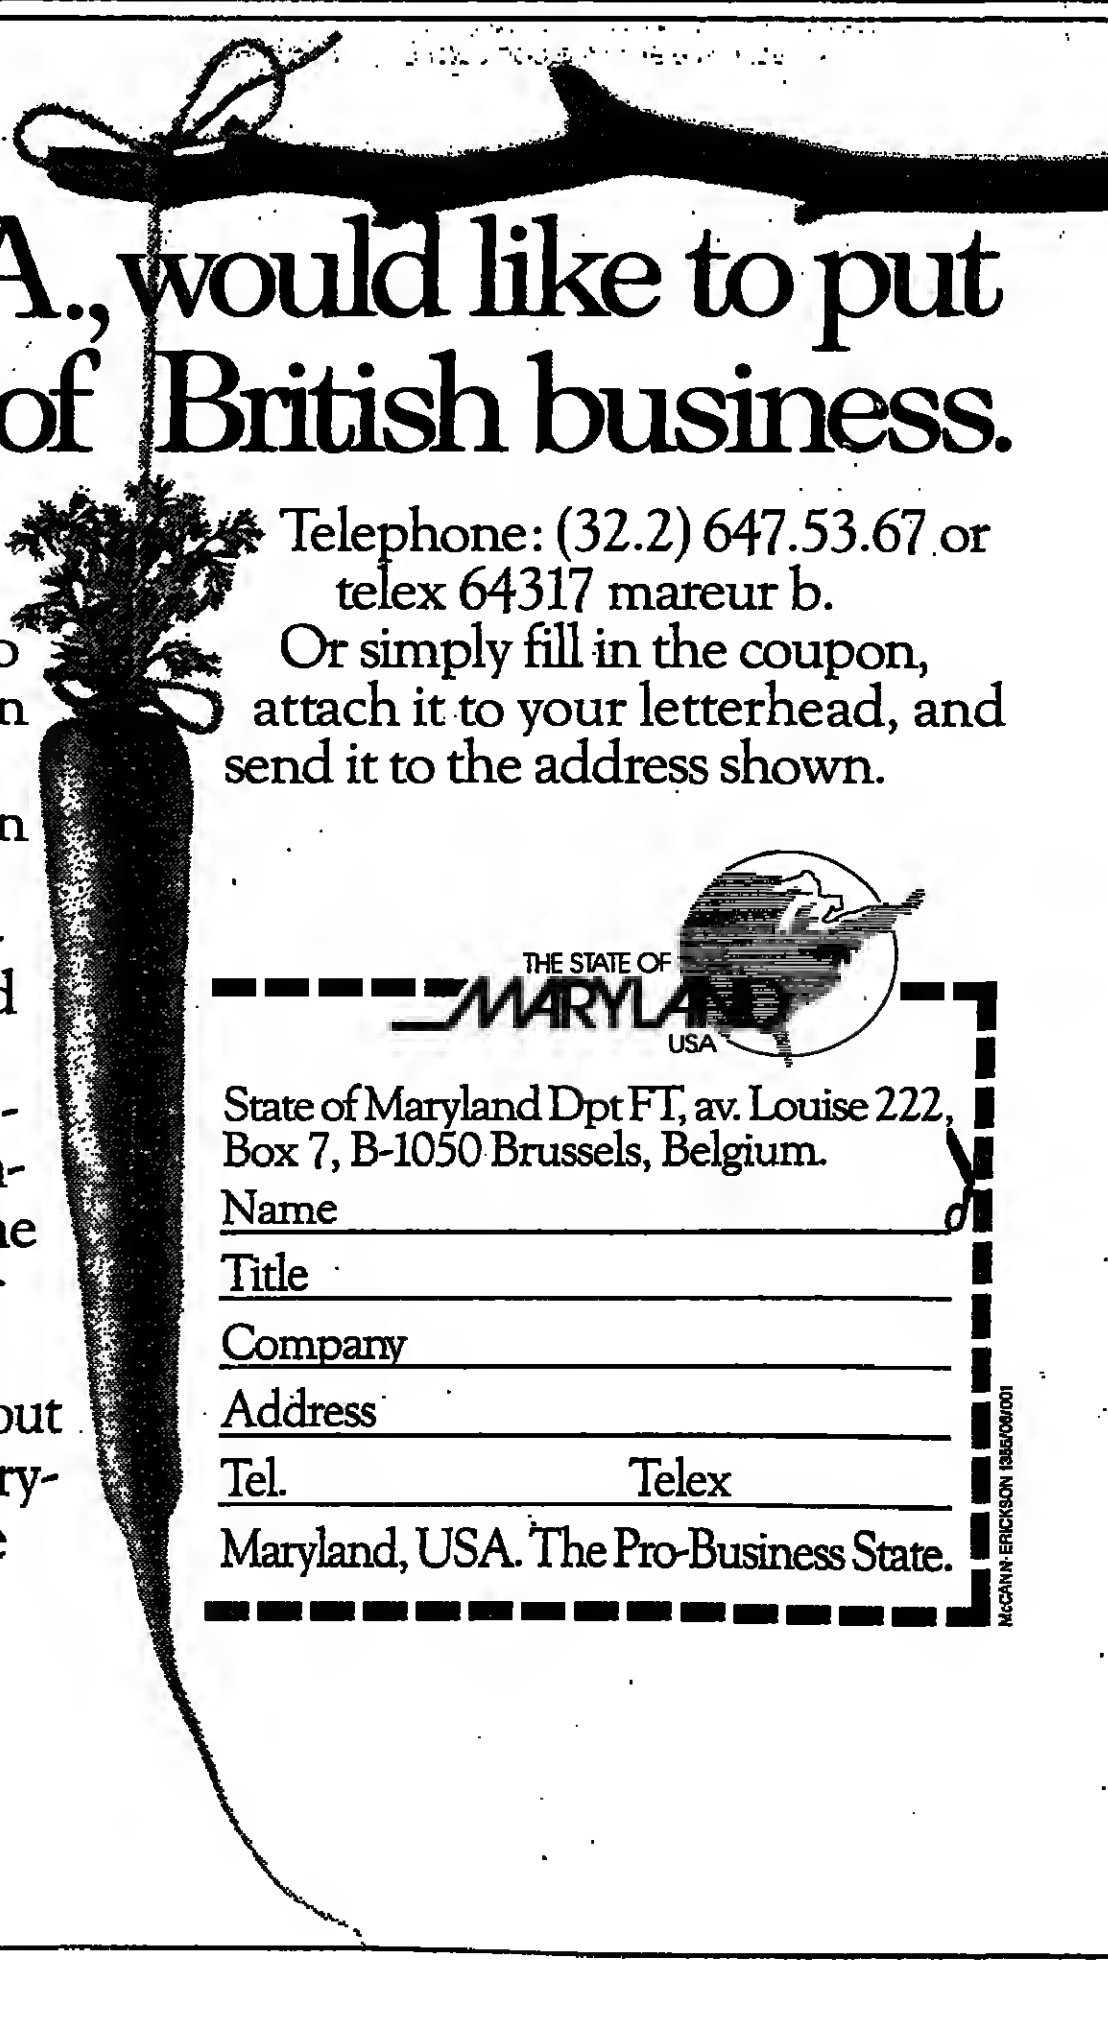 A., would like to put
of British business.
Telephone: (32.2) 647.53.67 or
telex 64317 mareur b.
Or simply fill in the coupon,
attach it to your letterhead, and
send it to the address shown.
THE STATE OF
MARYLAND
USA
State of Maryland Dpt FT, av. Louise 222,
Box 7, B-1050 Brussels, Belgium.
Name
Title
Company
Address
Tel. Telex
Maryland, USA. The Pro-Business State.
McCANN-ERICKSON 1355/06/001